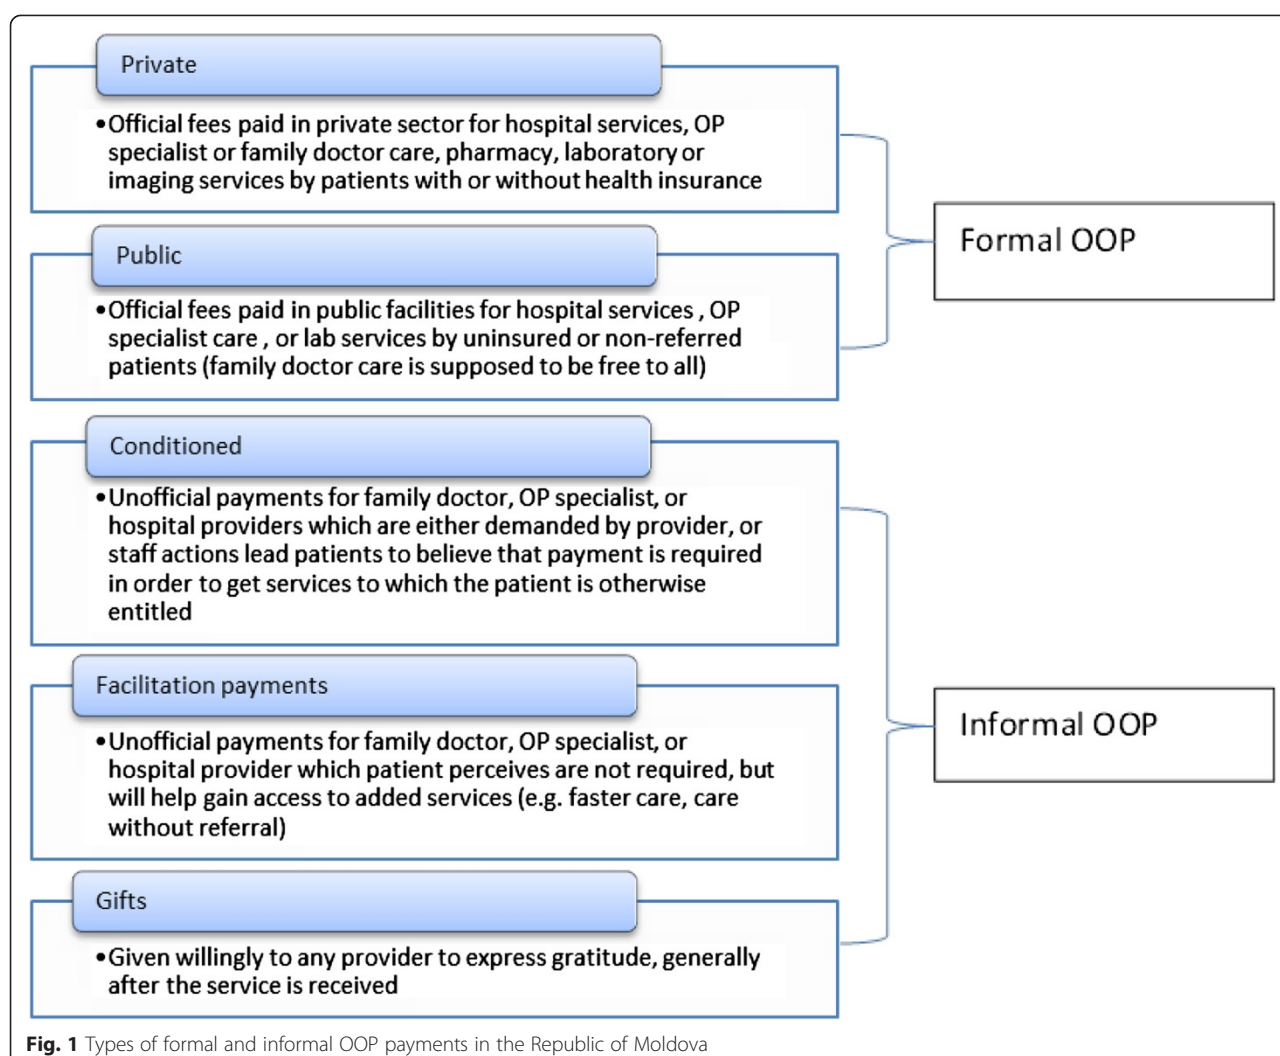 Private
•Official fees paid in private sector for hospital services, OP
specialist or family doctor care, pharmacy, laboratory or
imaging services by patients with or without health insurance
Public
•Official fees paid in public facilities for hospital services , OP
specialist care , or lab services by uninsured or non-referred
patients (family doctor care is supposed to be free to all)
Formal OOP
Conditioned
•Unofficial payments for family doctor, OP specialist, or
hospital providers which are either demanded by provider, or
staff actions lead patients to believe that payment is required
in order to get services to which the patient is otherwise
entitled
Facilitation payments
•Unofficial payments for family doctor, OP specialist, or
hospital provider which patient perceives are not required, but
will help gain access to added services (e.g. faster care, care
without referral)
Gifts
•Given willingly to any provider to express gratitude, generally
after the service is received
Informal OOP
Fig. 1 Types of formal and informal OOP payments in the Republic of Moldova